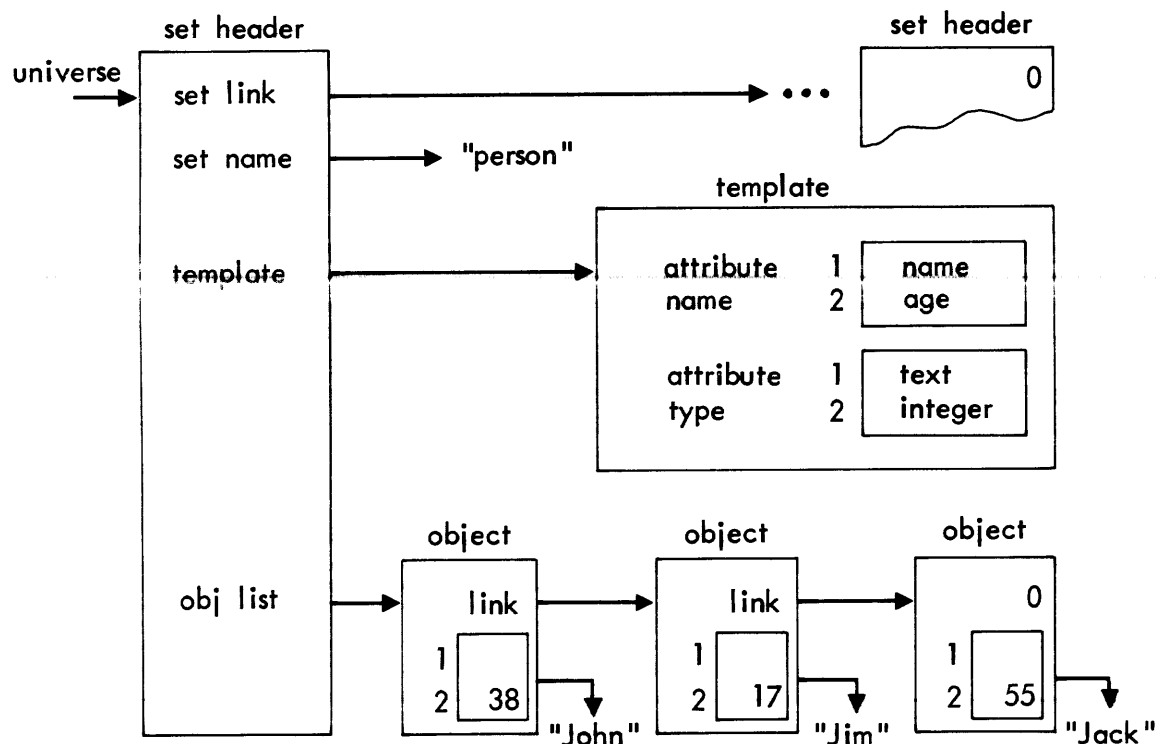 set header
set header
universe
set link
0
set name
"person"
template
template
attribute 1 name
name 2 age
attribute 1 text
type 2 integer
object
object
object
obj list
link
link
0
1
1
1
2 38
2 17
2 55
"John"
"Jim"
"Jack"